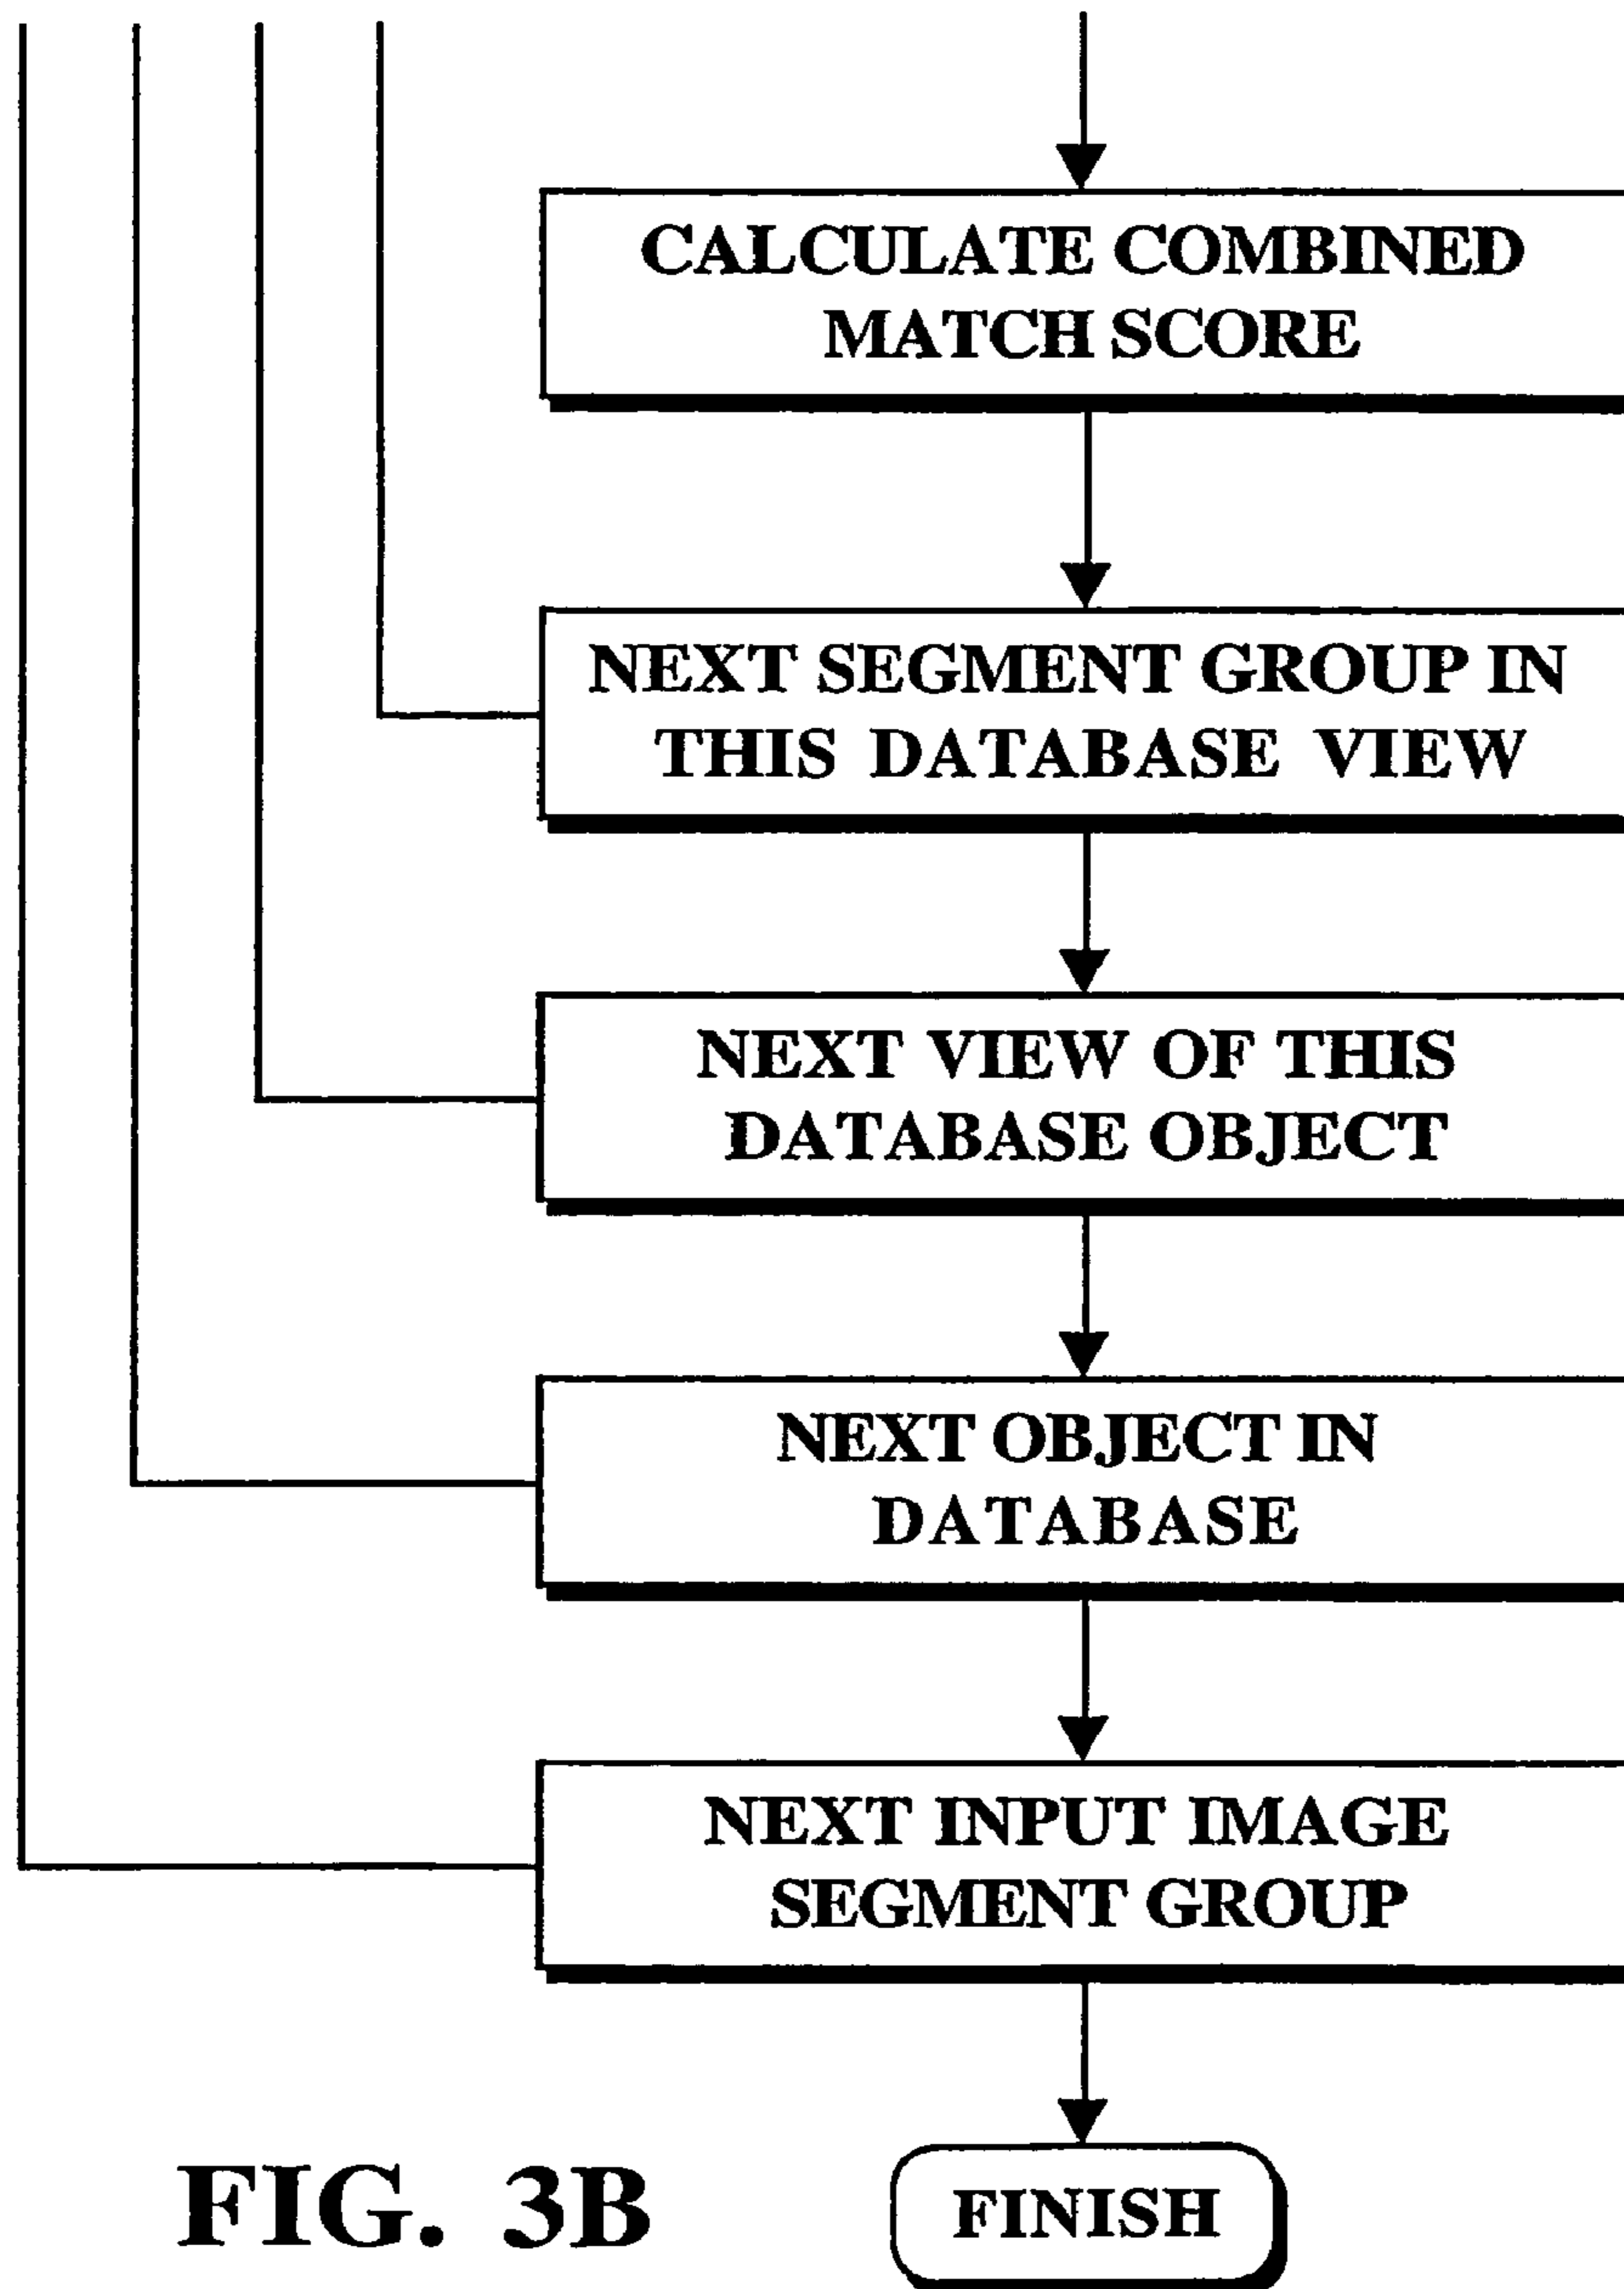 CALCULATE COMBINED
MATCH SCORE
NEXT SEGMENT GROUP IN
THIS DATABASE VIEW
NEXT VIEW OF THIS
DATABASE OBJECT
NEXT OBJECT IN
DATABASE
NEXT INPUT IMAGE
SEGMENT GROUP
FIG. 3B
FINISH